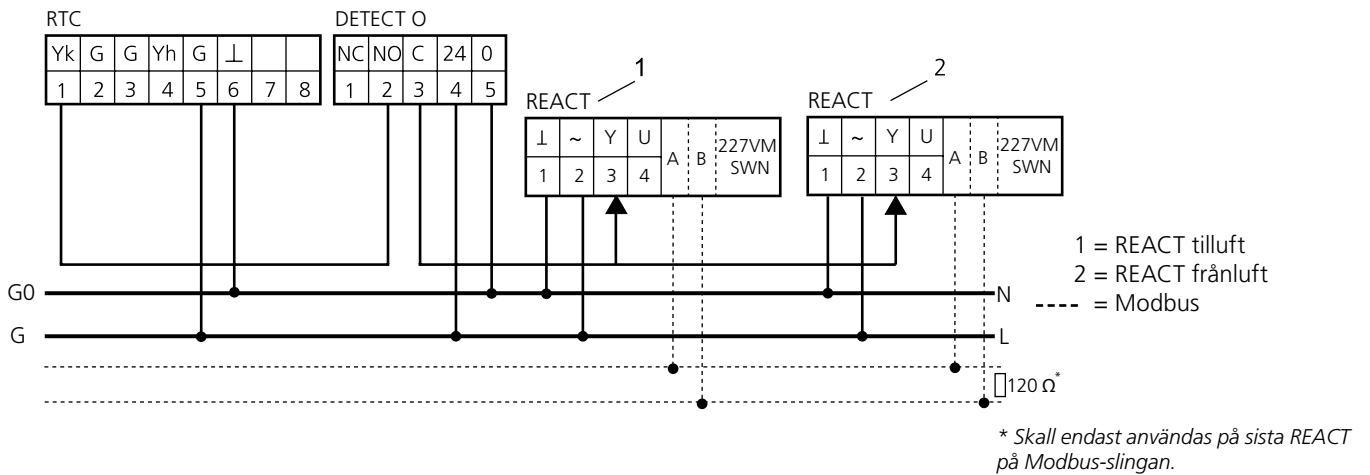 RTC
Yk G G Yh G ⊥
1 2 3 4 5 6 7 8
DETECT O
NC NO C 24 0
1 2 3 4 5
1
REACT
⊥ ~ Y U A B 227VM SWN
1 2 3 4
2
REACT
⊥ ~ Y U A B 227VM SWN
1 2 3 4
1 = REACT tilluft
2 = REACT frånluft
---- = Modbus
G0
N
G
L
120 Ω*
* Skall endast användas på sista REACT
på Modbus-slingan.